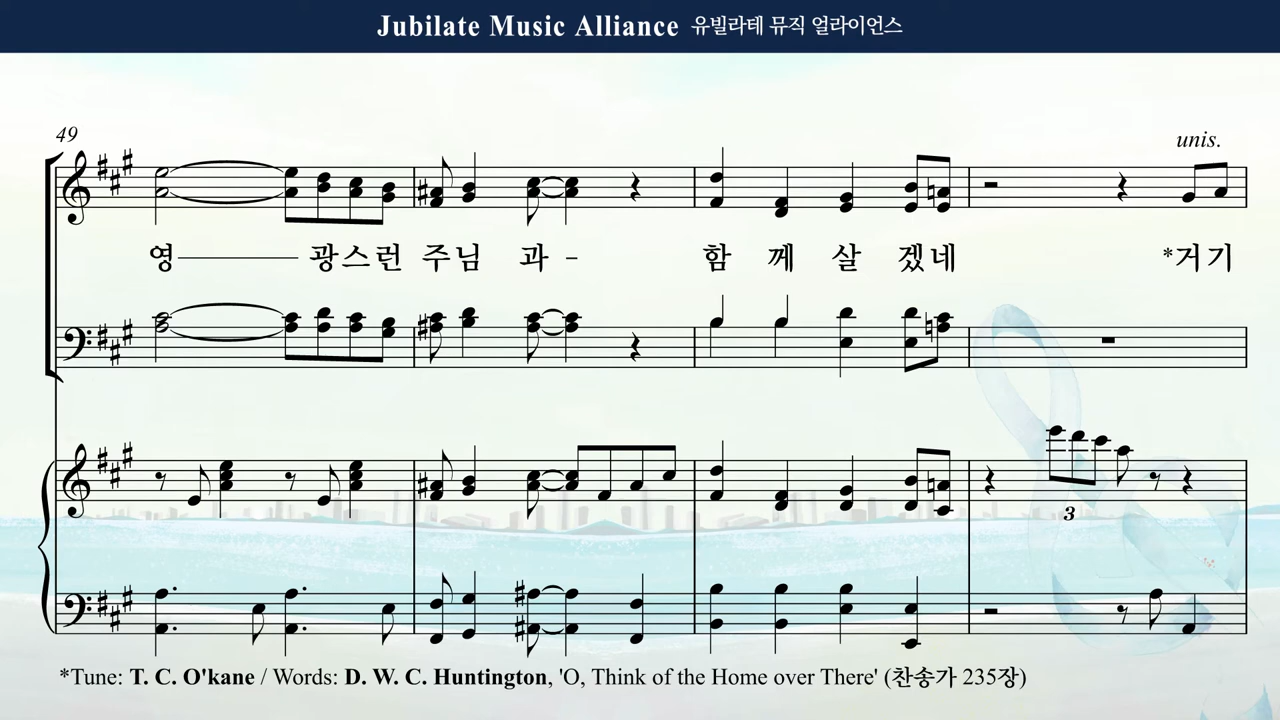 Jubilate Music Alliance 유빌라테 뮤직 얼라이언스
49
unis.
영 광스런 주님 과 - 함 께 살 겠네 *거기
3
*Tune: T. C. O'kane / Words: D. W. C. Huntington, 'O, Think of the Home over There' (찬송가 235장)